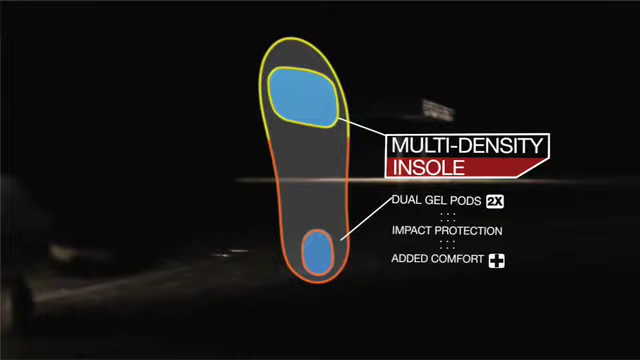 MULTI-DENSITY
INSOLE
DUAL GEL PODS 2X
IMPACT PROTECTION
ADDED COMFORT +